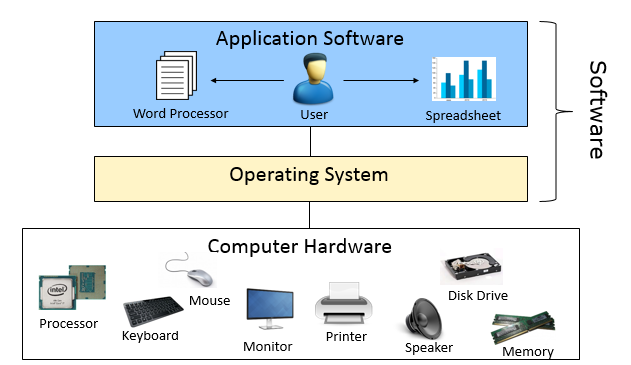 Application Software
Word Processor
User
Spreadsheet
Software
Operating System
Computer Hardware
intel
Processor
Keyboard
Mouse
Monitor
Printer
Speaker
Disk Drive
Memory